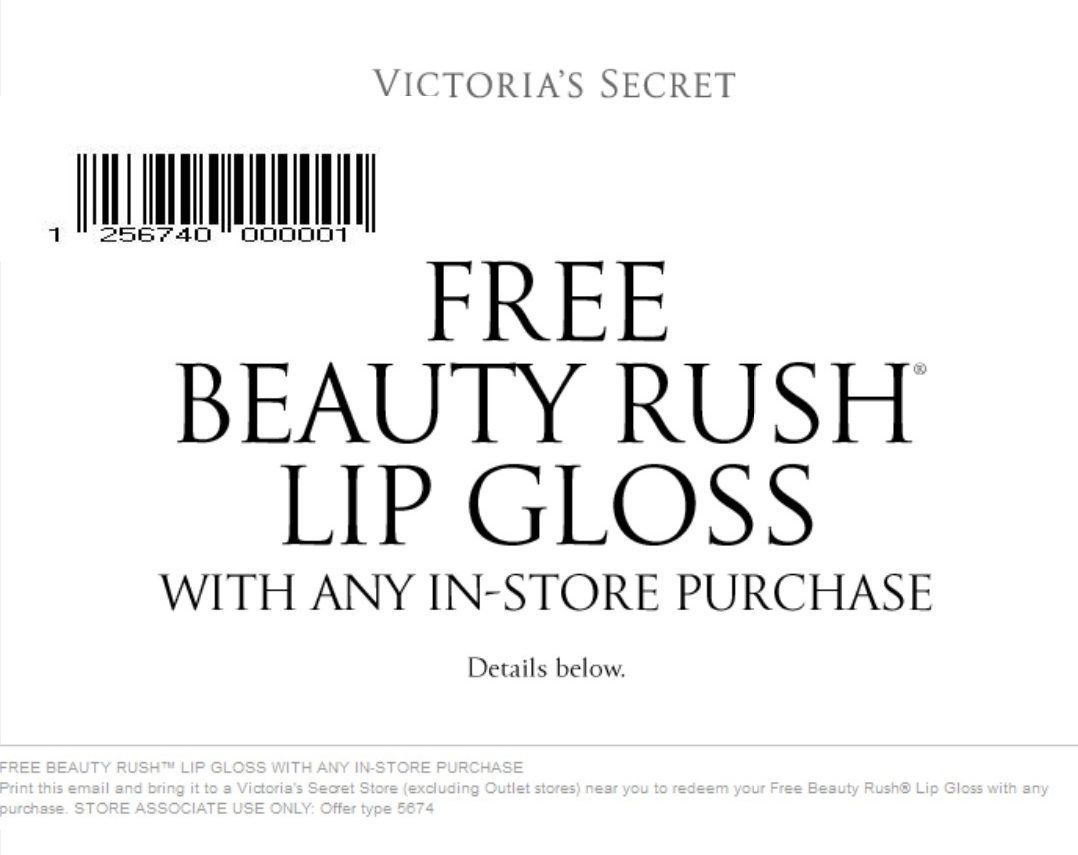 VICTORIA'S SECRET
1 256740 000001
FREE
BEAUTY RUSH®
LIP GLOSS
WITH ANY IN-STORE PURCHASE
Details below.
FREE BEAUTY RUSH™ LIP GLOSS WITH ANY IN-STORE PURCHASE
Print this email and bring it to a Victoria's Secret Store (excluding Outlet stores) near you to redeem your Free Beauty Rush® Lip Gloss with any
purchase. STORE ASSOCIATE USE ONLY: Offer type 5674